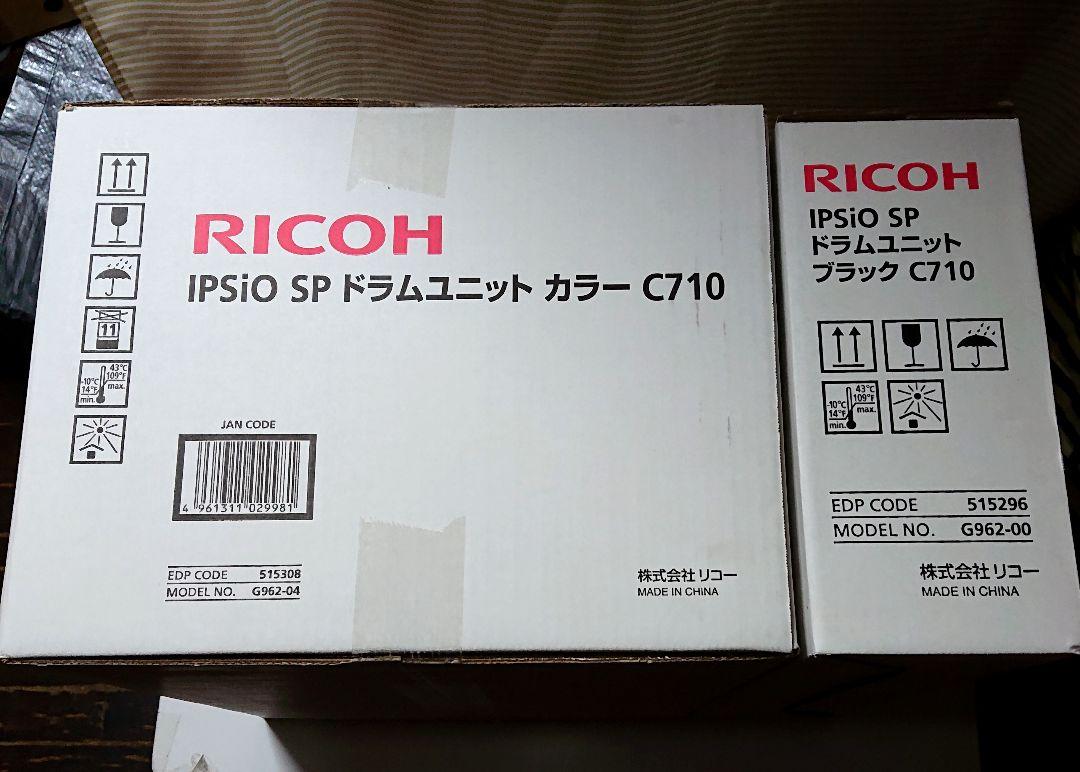 RICOH
IPSiO SP ドラムユニット カラー C710
11
43°C
109°F
max.
-10°C
14°F
min.
JAN CODE
4 961311 029981
EDP CODE 515308
MODEL NO. G962-04
株式会社 リコー
MADE IN CHINA
RICOH
IPSiO SP
ドラムユニット
ブラック C710
43°C
109°F
max.
-10°C
14°F
min.
EDP CODE 515296
MODEL NO. G962-00
株式会社 リコー
MADE IN CHINA